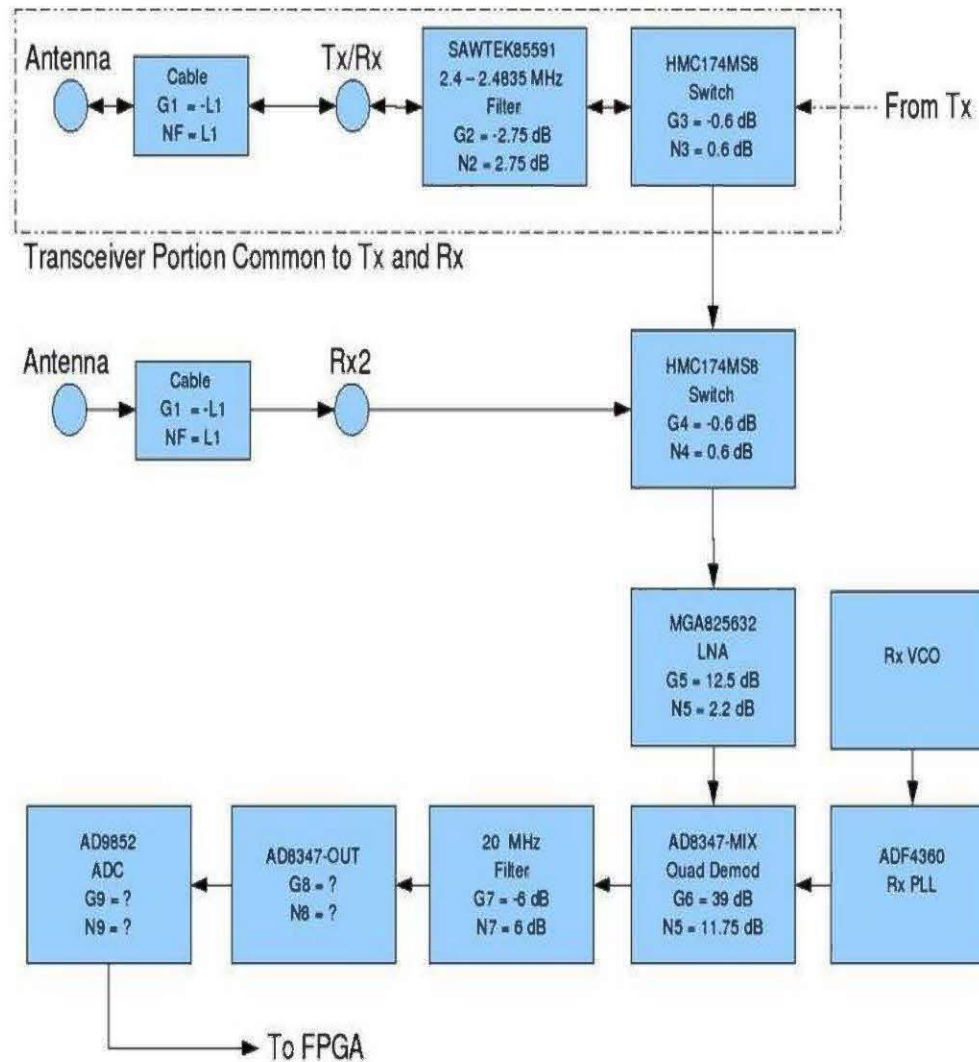 Antenna
Cable
G1 = -L1
NF = L1
Tx/Rx
SAWTEK85591
2.4 – 2.4835 MHz
Filter
G2 = -2.75 dB
N2 = 2.75 dB
HMC174MS8
Switch
G3 = -0.6 dB
N3 = 0.6 dB
From Tx
Transceiver Portion Common to Tx and Rx
Antenna
Cable
G1 = -L1
NF = L1
Rx2
HMC174MS8
Switch
G4 = -0.6 dB
N4 = 0.6 dB
MGA825632
LNA
G5 = 12.5 dB
N5 = 2.2 dB
Rx VCO
AD9852
ADC
G9 = ?
N9 = ?
AD8347-OUT
G8 = ?
N8 = ?
20 MHz
Filter
G7 = -6 dB
N7 = 6 dB
AD8347-MIX
Quad Demod
G6 = 39 dB
N5 = 11.75 dB
ADF4360
Rx PLL
To FPGA